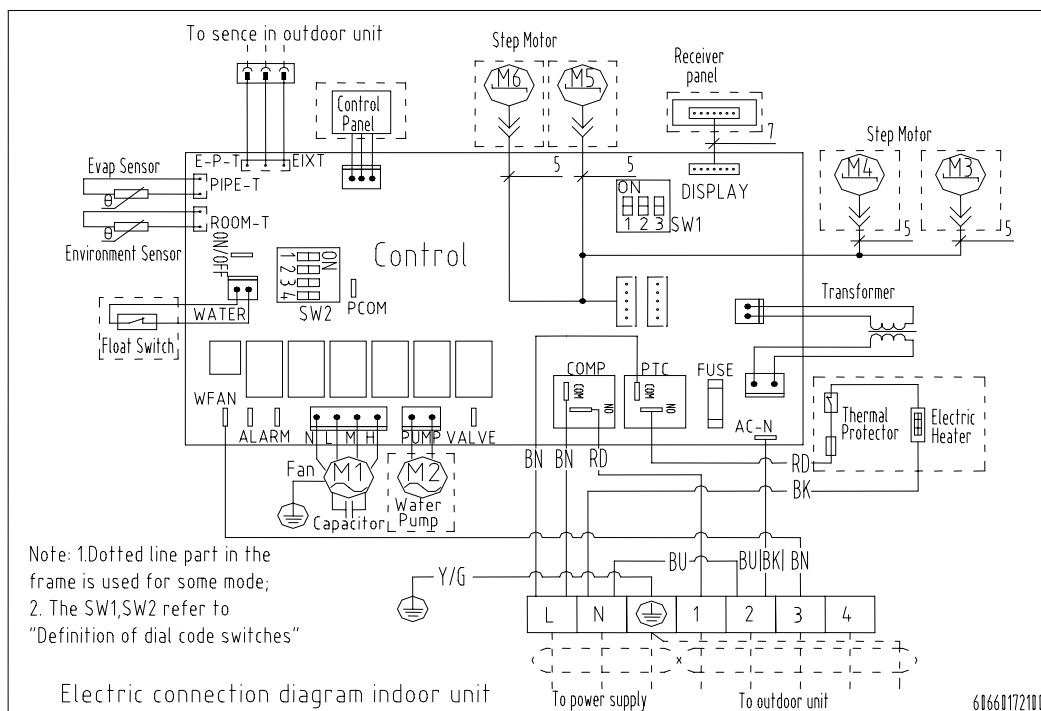 To sence in outdoor unit
Step Motor
M6
M5
Receiver
panel
7
Control
Panel
Step Motor
M4
M3
5
5
5
5
E-P-T
EIXT
Evap Sensor
θ
PIPE-T
ROOM-T
θ
Environment Sensor
ON/OFF
DISPLAY
ON
1 2 3
SW1
Control
1
2
3
4
ON
SW2
PCOM
WATER
Float Switch
Transformer
COMP
PTC
FUSE
COM
NO
COM
NO
WFAN
ALARM
N
L
M
H
PUMP
VALVE
AC-N
Thermal
Protector
Electric
Heater
BN
BN
RD
RD
BK
Fan
M1
M2
Capacitor
Water
Pump
BU
BU|BK|
BN
Y/G
Note: 1.Dotted line part in the
frame is used for some mode;
2. The SW1,SW2 refer to
"Definition of dial code switches"
L
N
1
2
3
4
x
To power supply
To outdoor unit
Electric connection diagram indoor unit
60660172100